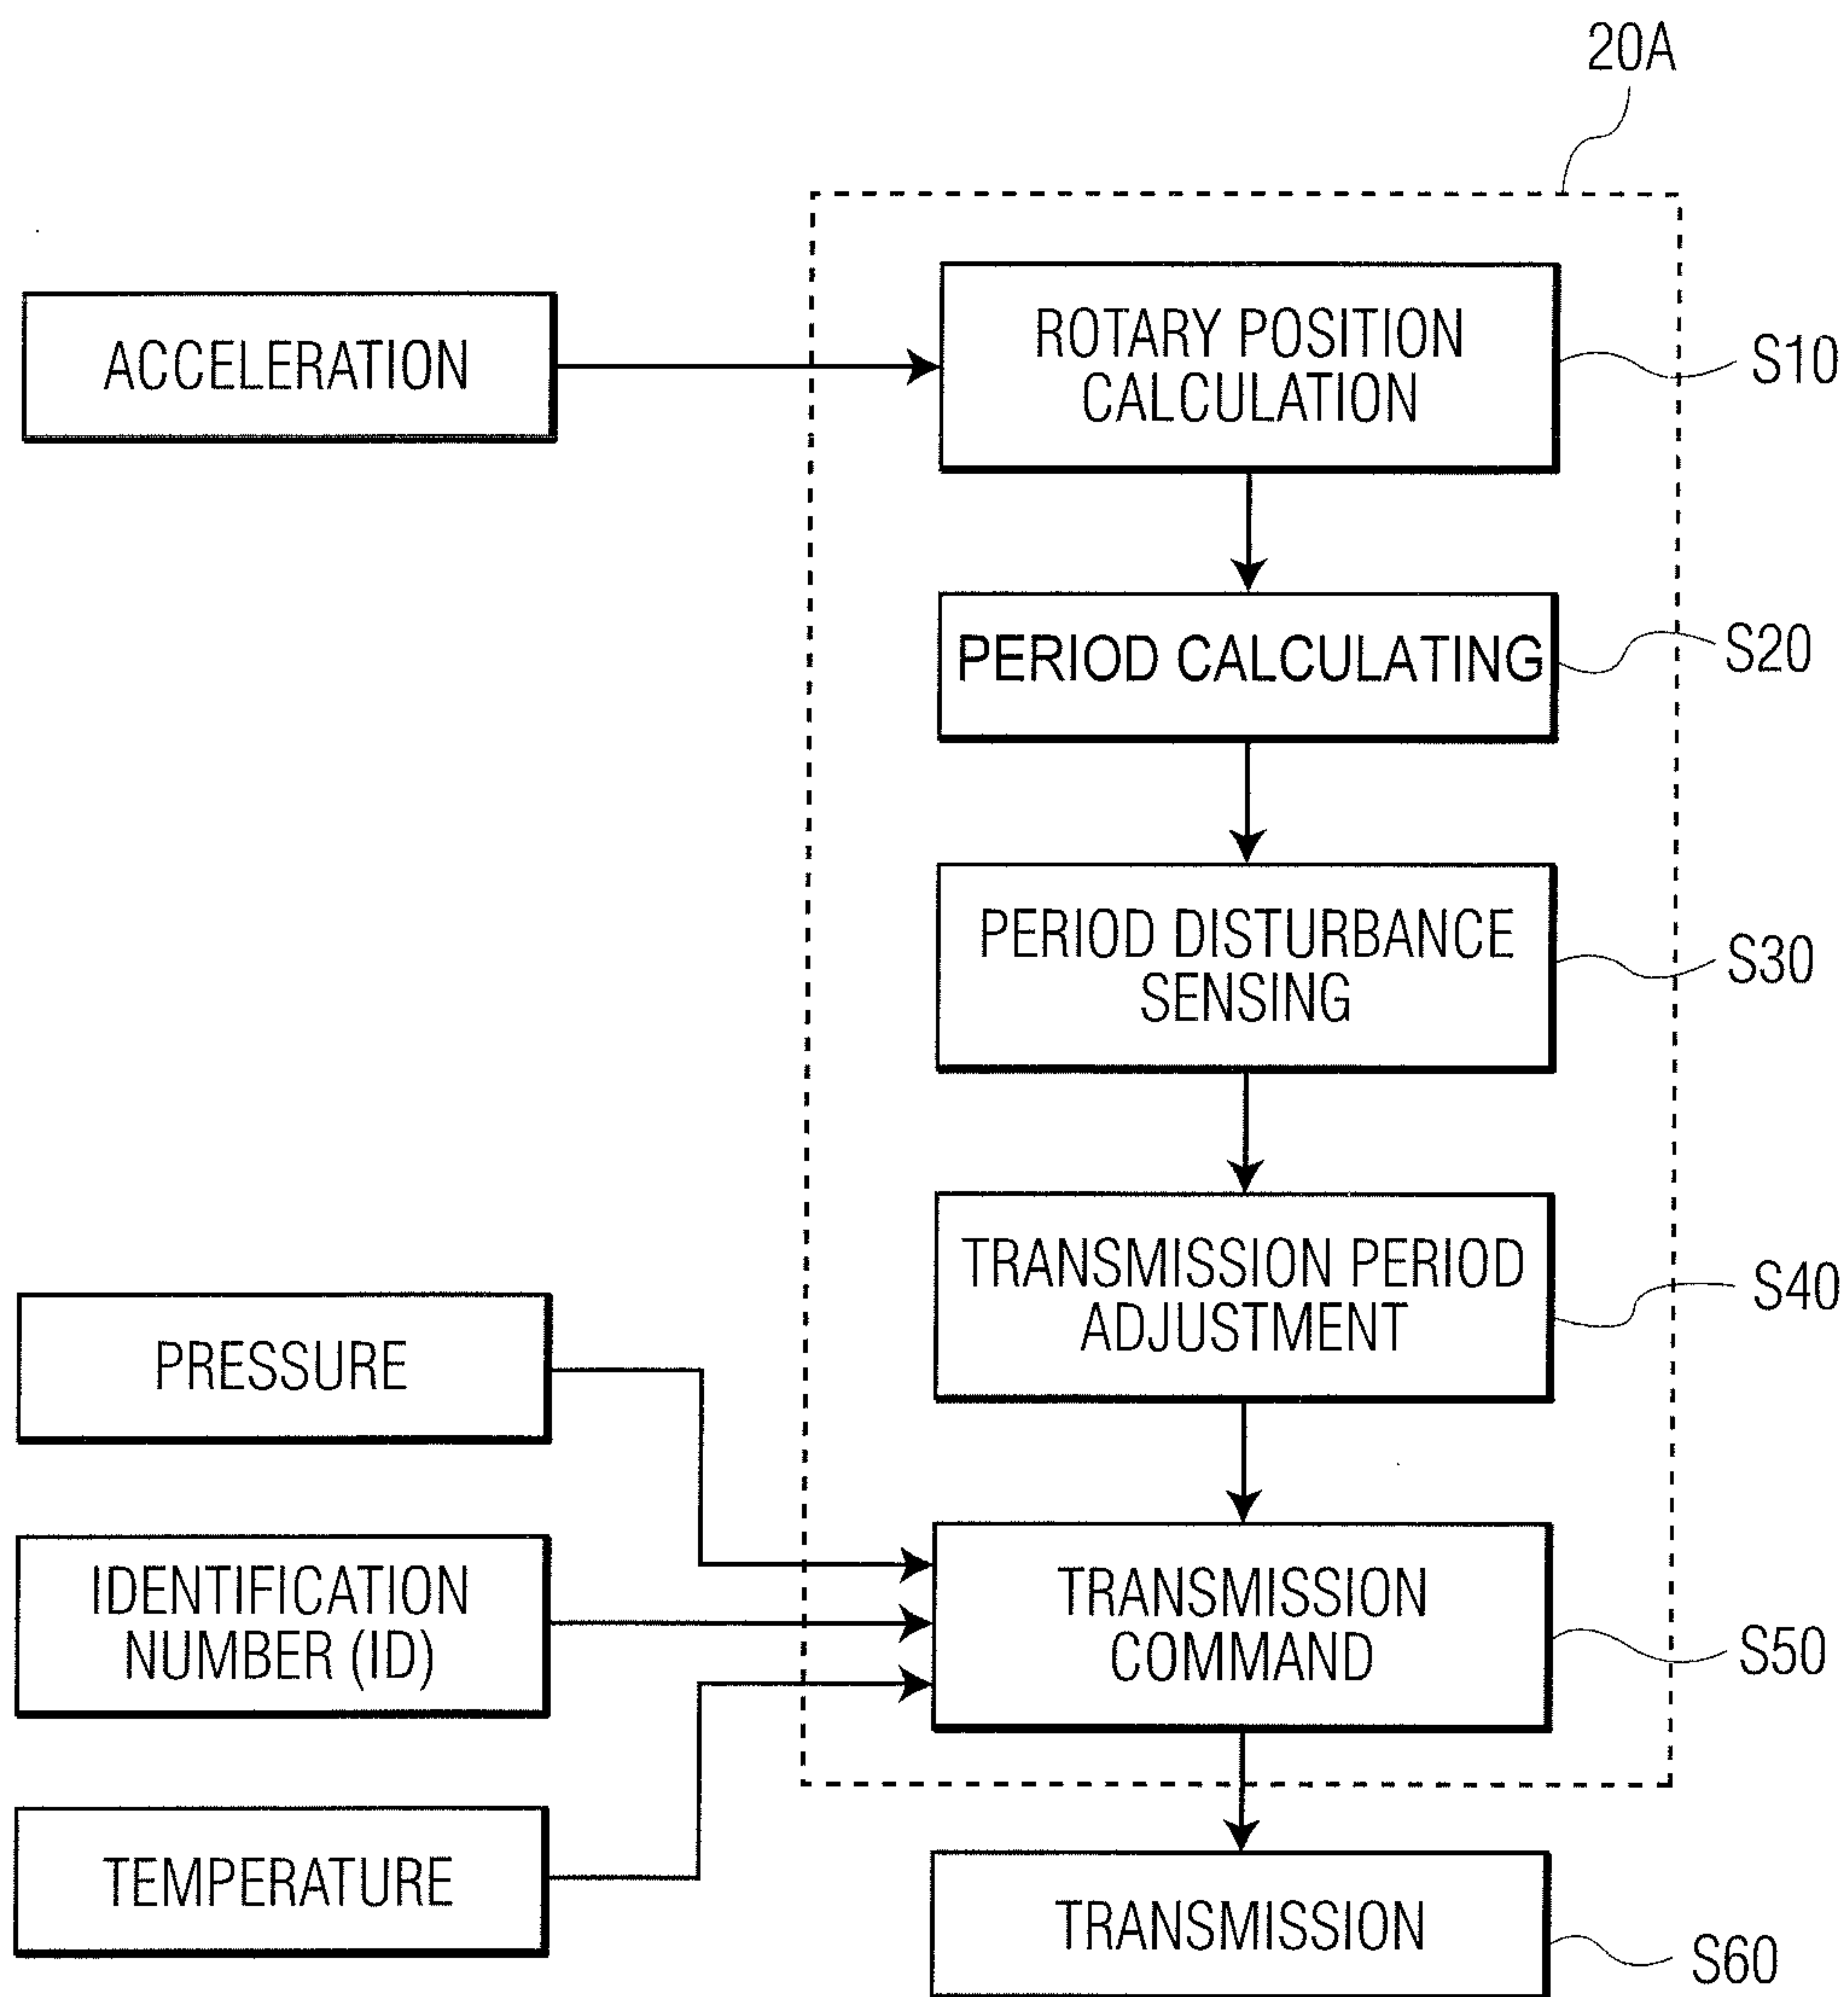 20A
ACCELERATION
ROTARY POSITION
CALCULATION
S10
PERIOD CALCULATING
S20
PERIOD DISTURBANCE
SENSING
S30
TRANSMISSION PERIOD
ADJUSTMENT
S40
PRESSURE
IDENTIFICATION
NUMBER (ID)
TEMPERATURE
TRANSMISSION
COMMAND
S50
TRANSMISSION
S60